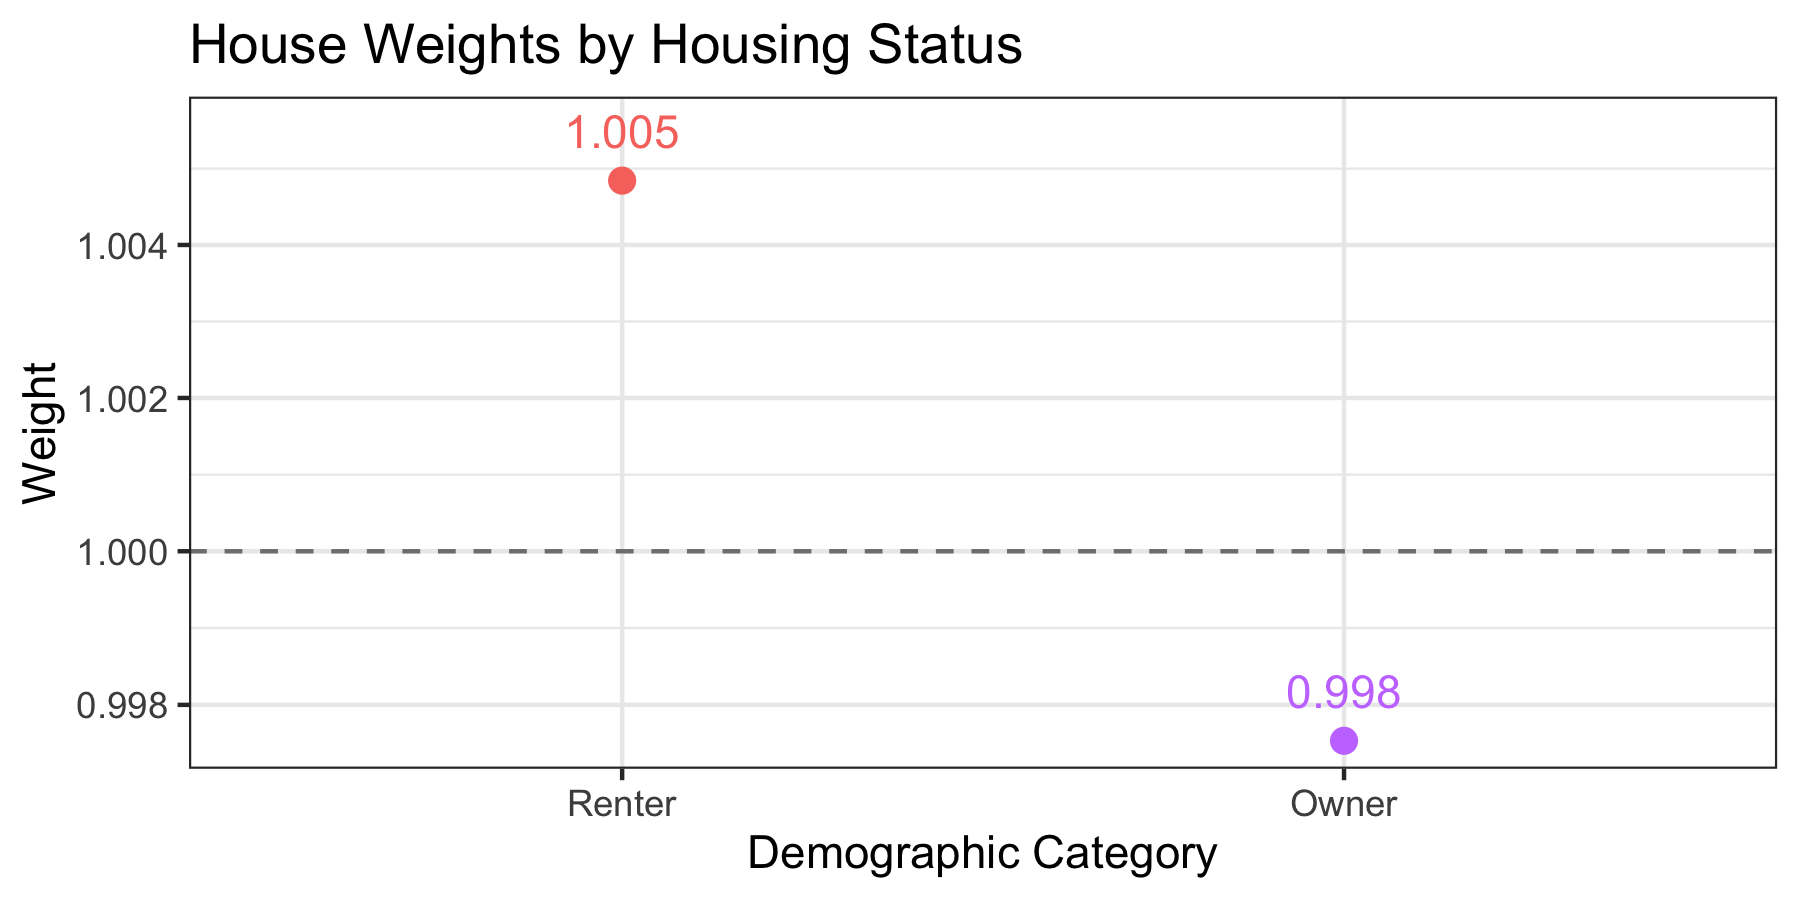 House Weights by Housing Status
1.005
1.004
1.002
1.000
0.998
0.998
Weight
Renter
Owner
Demographic Category